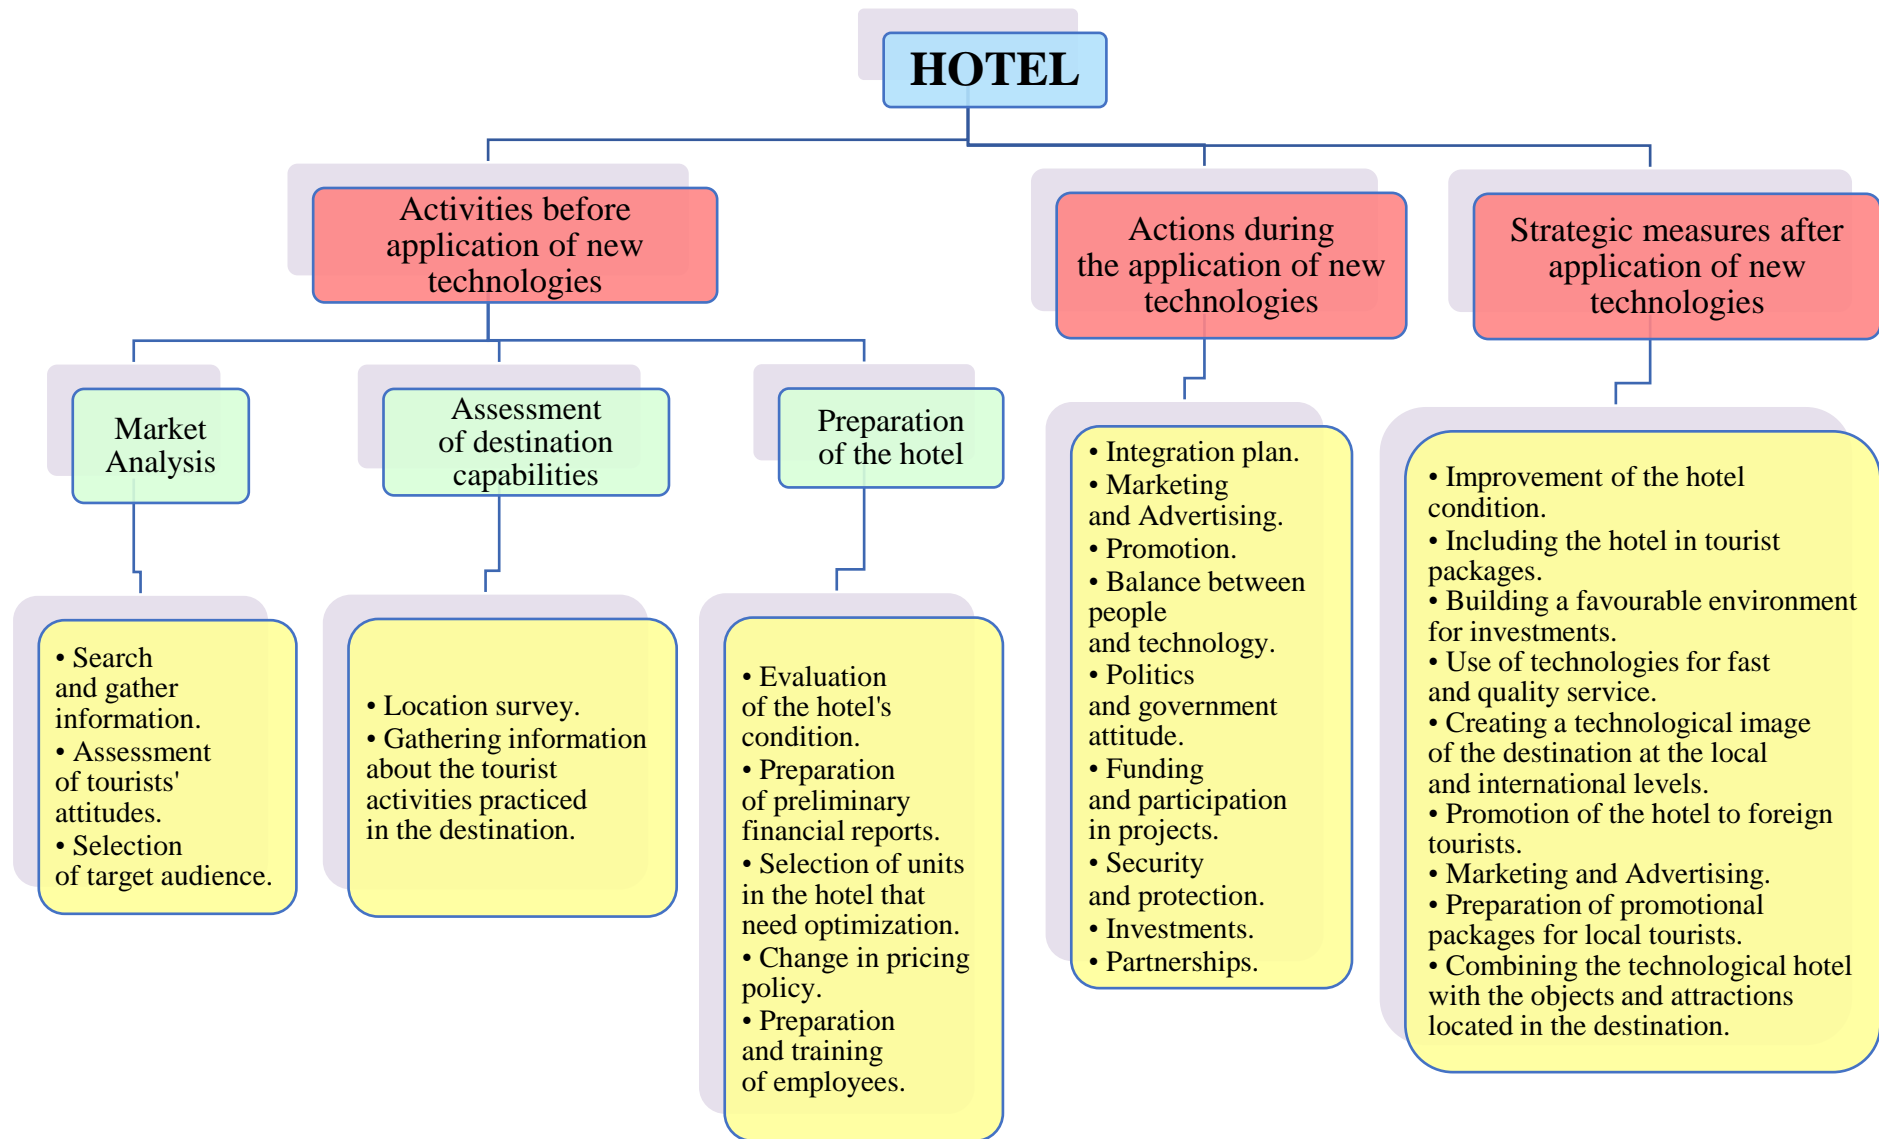 HOTEL
Activities before
application of new
technologies
Actions during
the application of new
technologies
Strategic measures after
application of new
technologies
Market
Analysis
Assessment
of destination
capabilities
Preparation
of the hotel
• Search
and gather
information.
• Assessment
of tourists'
attitudes.
• Selection
of target audience.
• Location survey.
• Gathering information
about the tourist
activities practiced
in the destination.
• Evaluation
of the hotel's
condition.
• Preparation
of preliminary
financial reports.
• Selection of units
in the hotel that
need optimization.
• Change in pricing
policy.
• Preparation
and training
of employees.
• Integration plan.
• Marketing
and Advertising.
• Promotion.
• Balance between
people
and technology.
• Politics
and government
attitude.
• Funding
and participation
in projects.
• Security
and protection.
• Investments.
• Partnerships.
• Improvement of the hotel
condition.
• Including the hotel in tourist
packages.
• Building a favourable environment
for investments.
• Use of technologies for fast
and quality service.
• Creating a technological image
of the destination at the local
and international levels.
• Promotion of the hotel to foreign
tourists.
• Marketing and Advertising.
• Preparation of promotional
packages for local tourists.
• Combining the technological hotel
with the objects and attractions
located in the destination.